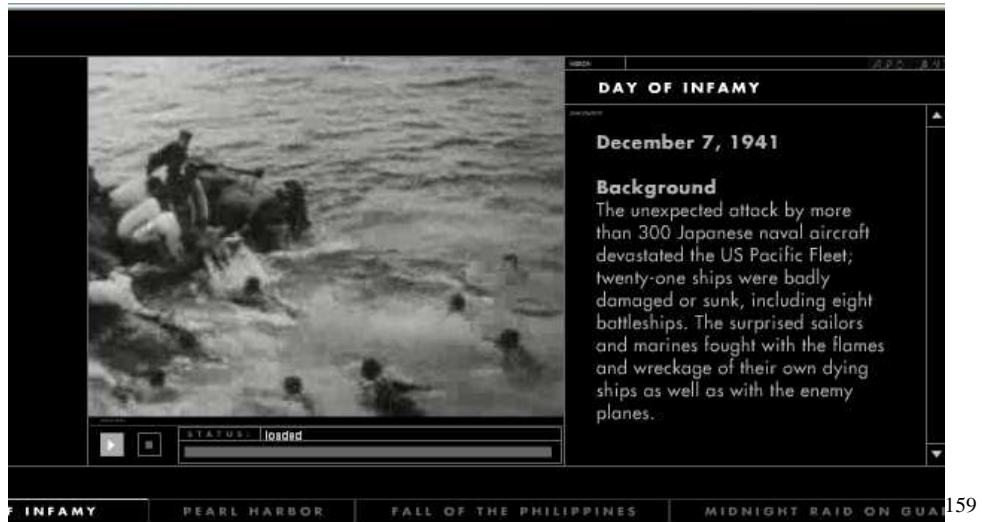 DAY OF INFAMY
December 7, 1941
Background
The unexpected attack by more
than 300 Japanese naval aircraft
devastated the US Pacific Fleet;
twenty-one ships were badly
damaged or sunk, including eight
battleships. The surprised sailors
and marines fought with the flames
and wreckage of their own dying
ships as well as with the enemy
planes.
STATUS: loaded
F INFAMY PEARL HARBOR FALL OF THE PHILIPPINES MIDNIGHT RAID ON GUA
159